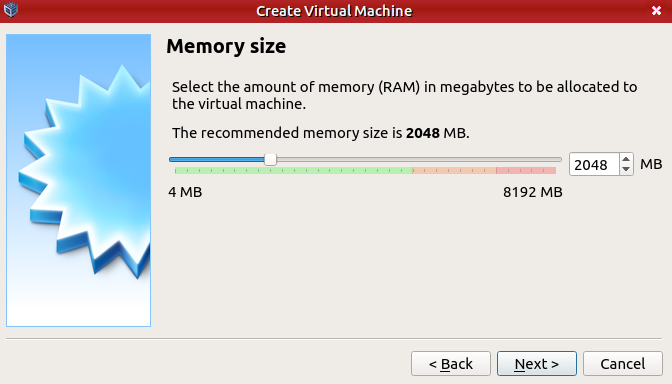 Create Virtual Machine
Memory size
Select the amount of memory (RAM) in megabytes to be allocated to
the virtual machine.
The recommended memory size is 2048 MB.
2048 MB
4 MB 8192 MB
< Back Next > Cancel